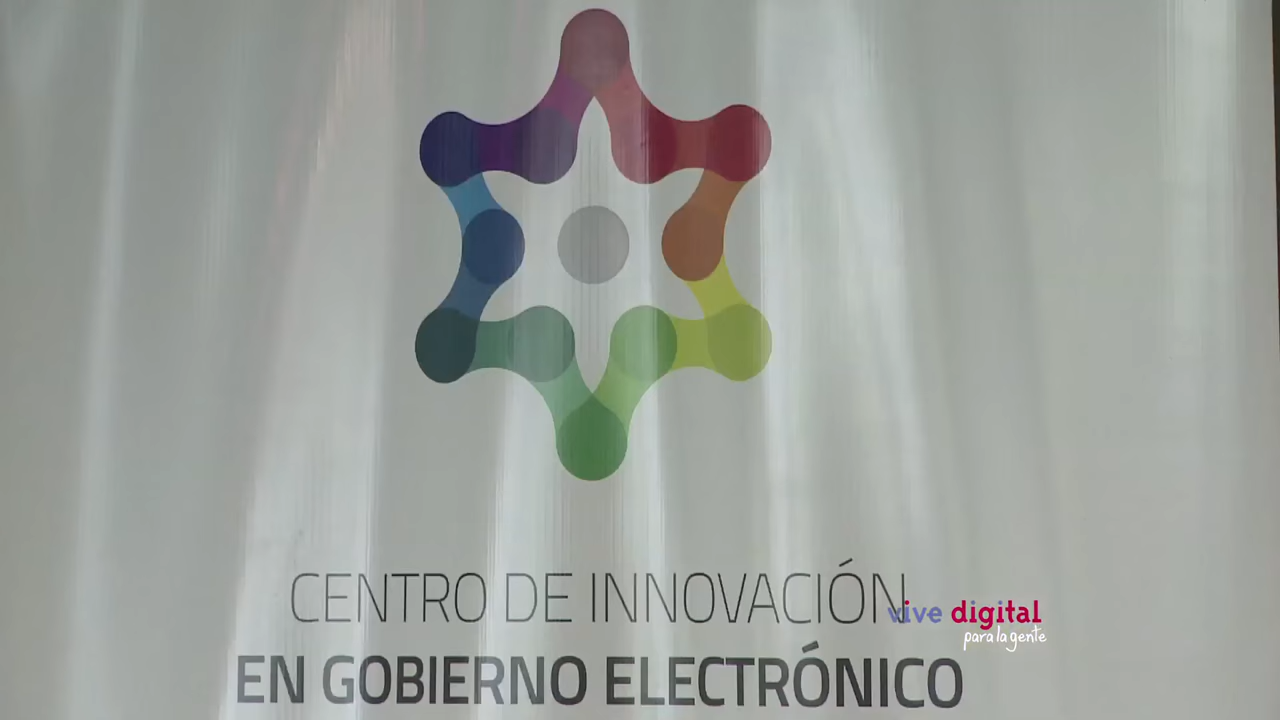 CENTRO DE INNOVACIÓN
vive digital
para la gente
EN GOBIERNO ELECTRÓNICO